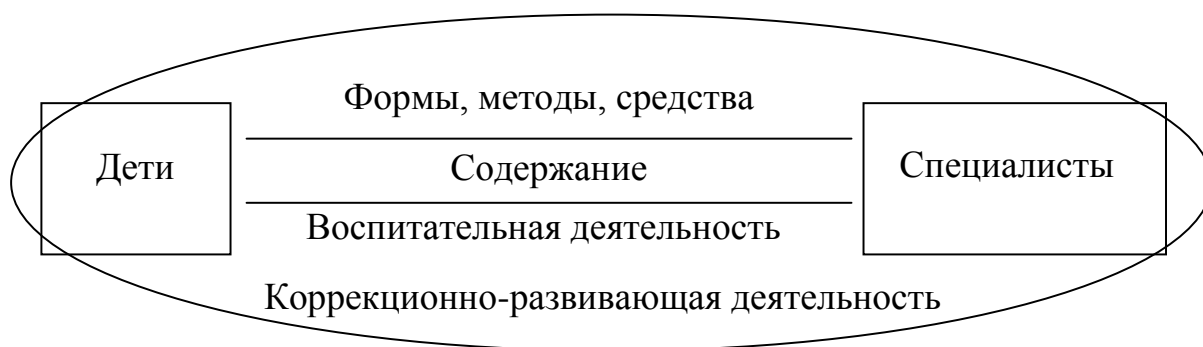 Формы, методы, средства
Дети
Содержание
Специалисты
Воспитательная деятельность
Коррекционно-развивающая деятельность